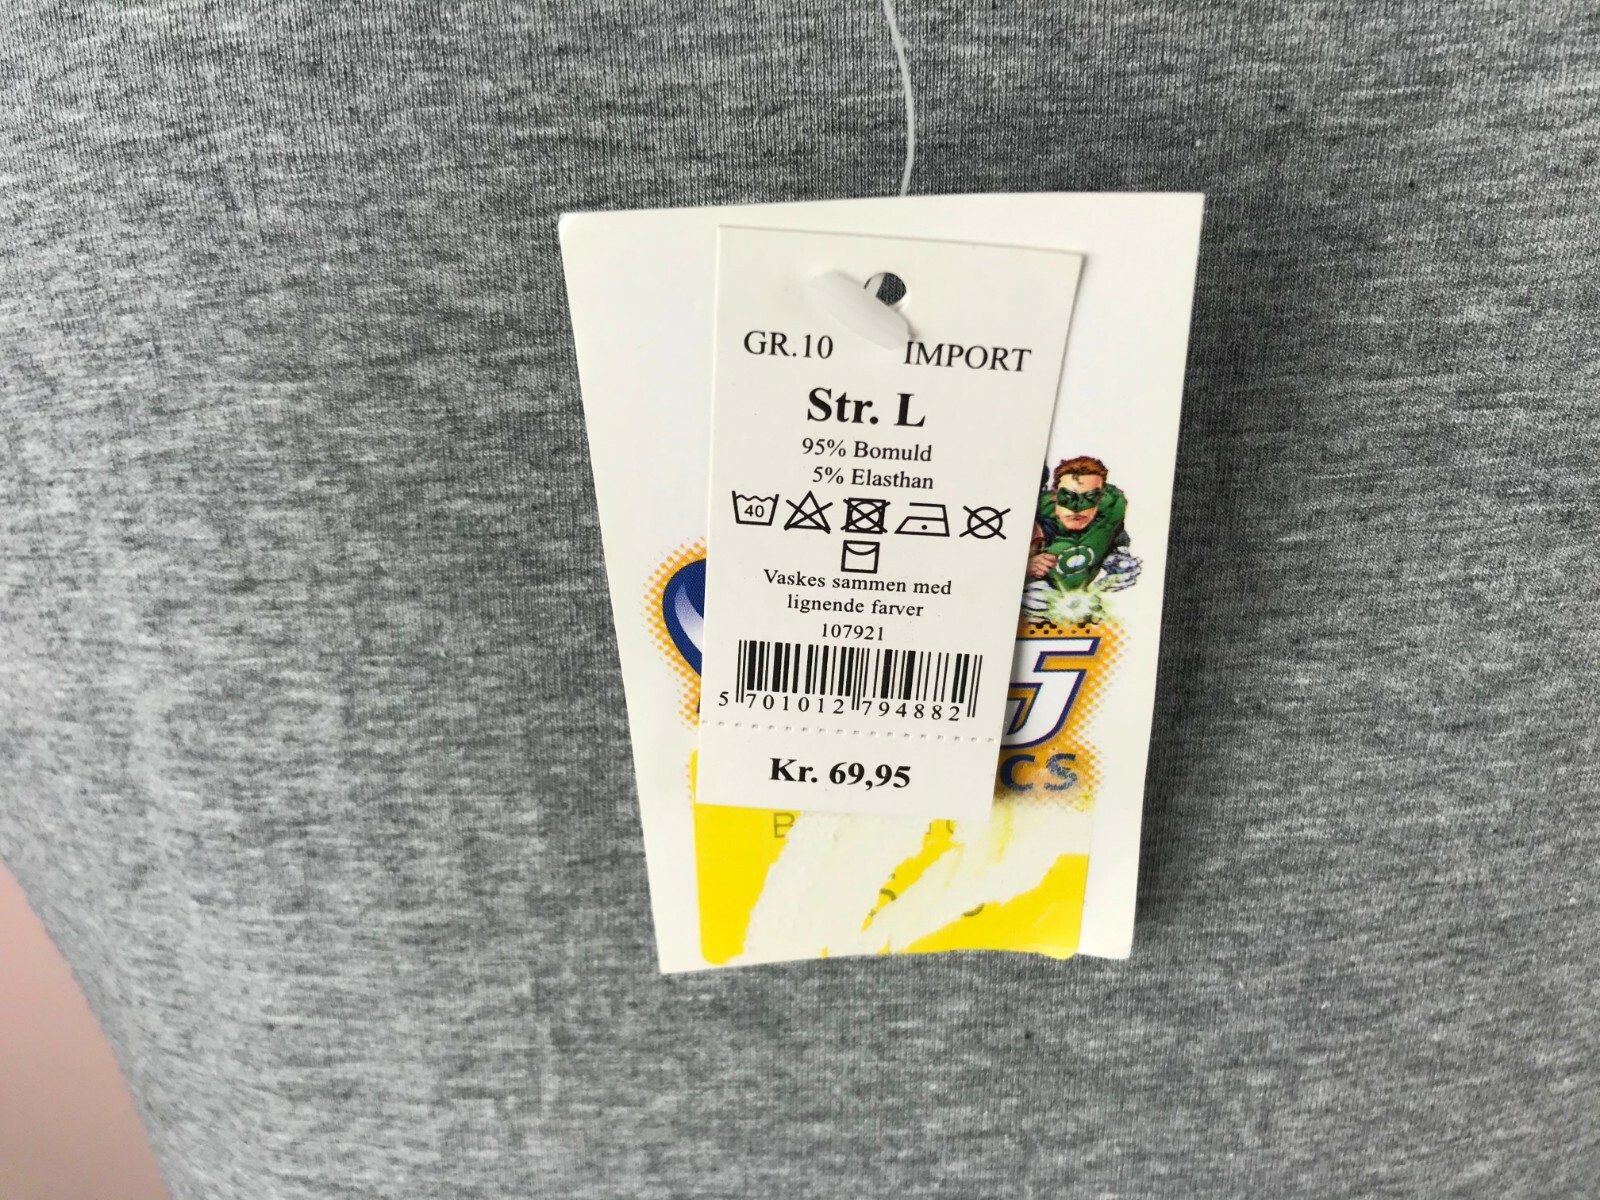 GR.10 IMPORT
Str. L
95% Bomuld
5% Elasthan
40
Vaskes sammen med
lignende farver
107921
5 701012 794882
Kr. 69,95
CS